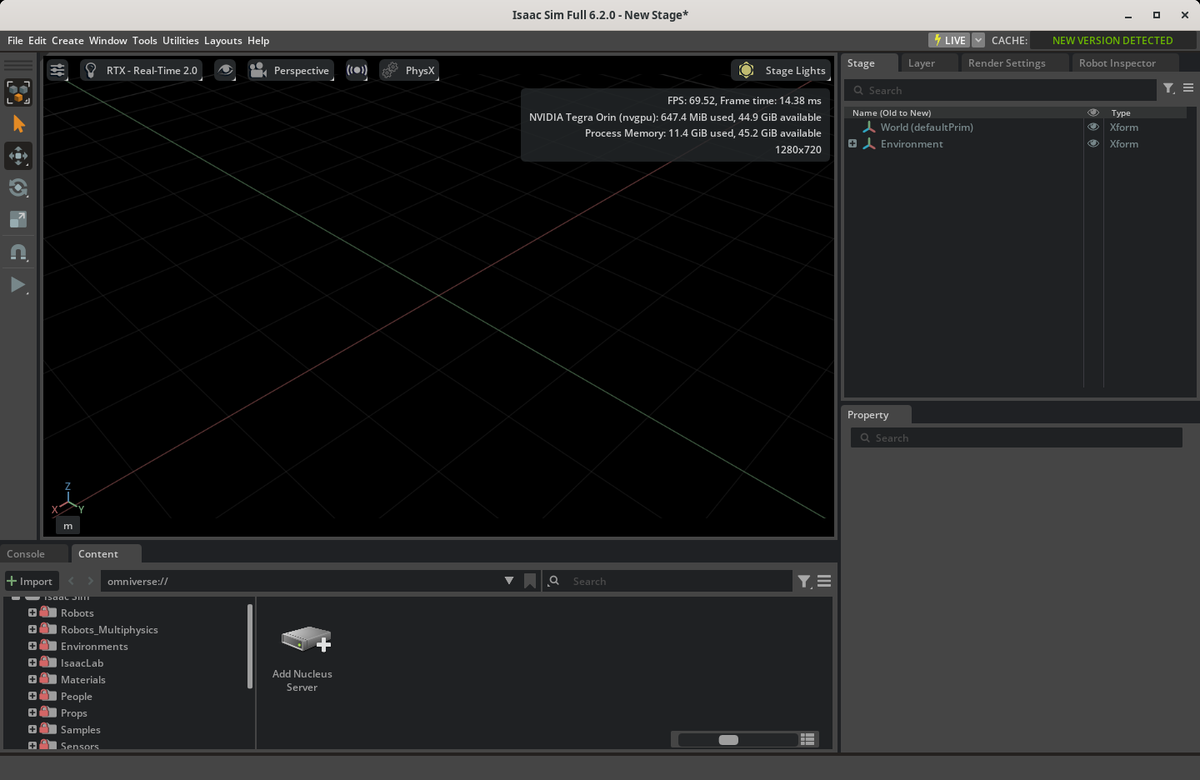 Isaac Sim Full 6.2.0 - New Stage*
File Edit Create Window Tools Utilities Layouts Help
LIVE CACHE: NEW VERSION DETECTED
RTX - Real-Time 2.0 Perspective PhysX Stage Lights
FPS: 69.52, Frame time: 14.38 ms
NVIDIA Tegra Orin (nvgpu): 647.4 MiB used, 44.9 GiB available
Process Memory: 11.4 GiB used, 45.2 GiB available
1280x720
Z
X Y
m
Stage Layer Render Settings Robot Inspector
Search
Name (Old to New) Type
World (defaultPrim) Xform
Environment Xform
Property
Search
Console Content
Import omniverse:// Search
Isaac Sim
Robots
Robots_Multiphysics
Environments
IsaacLab
Materials
People
Props
Samples
Sensors
Add Nucleus
Server